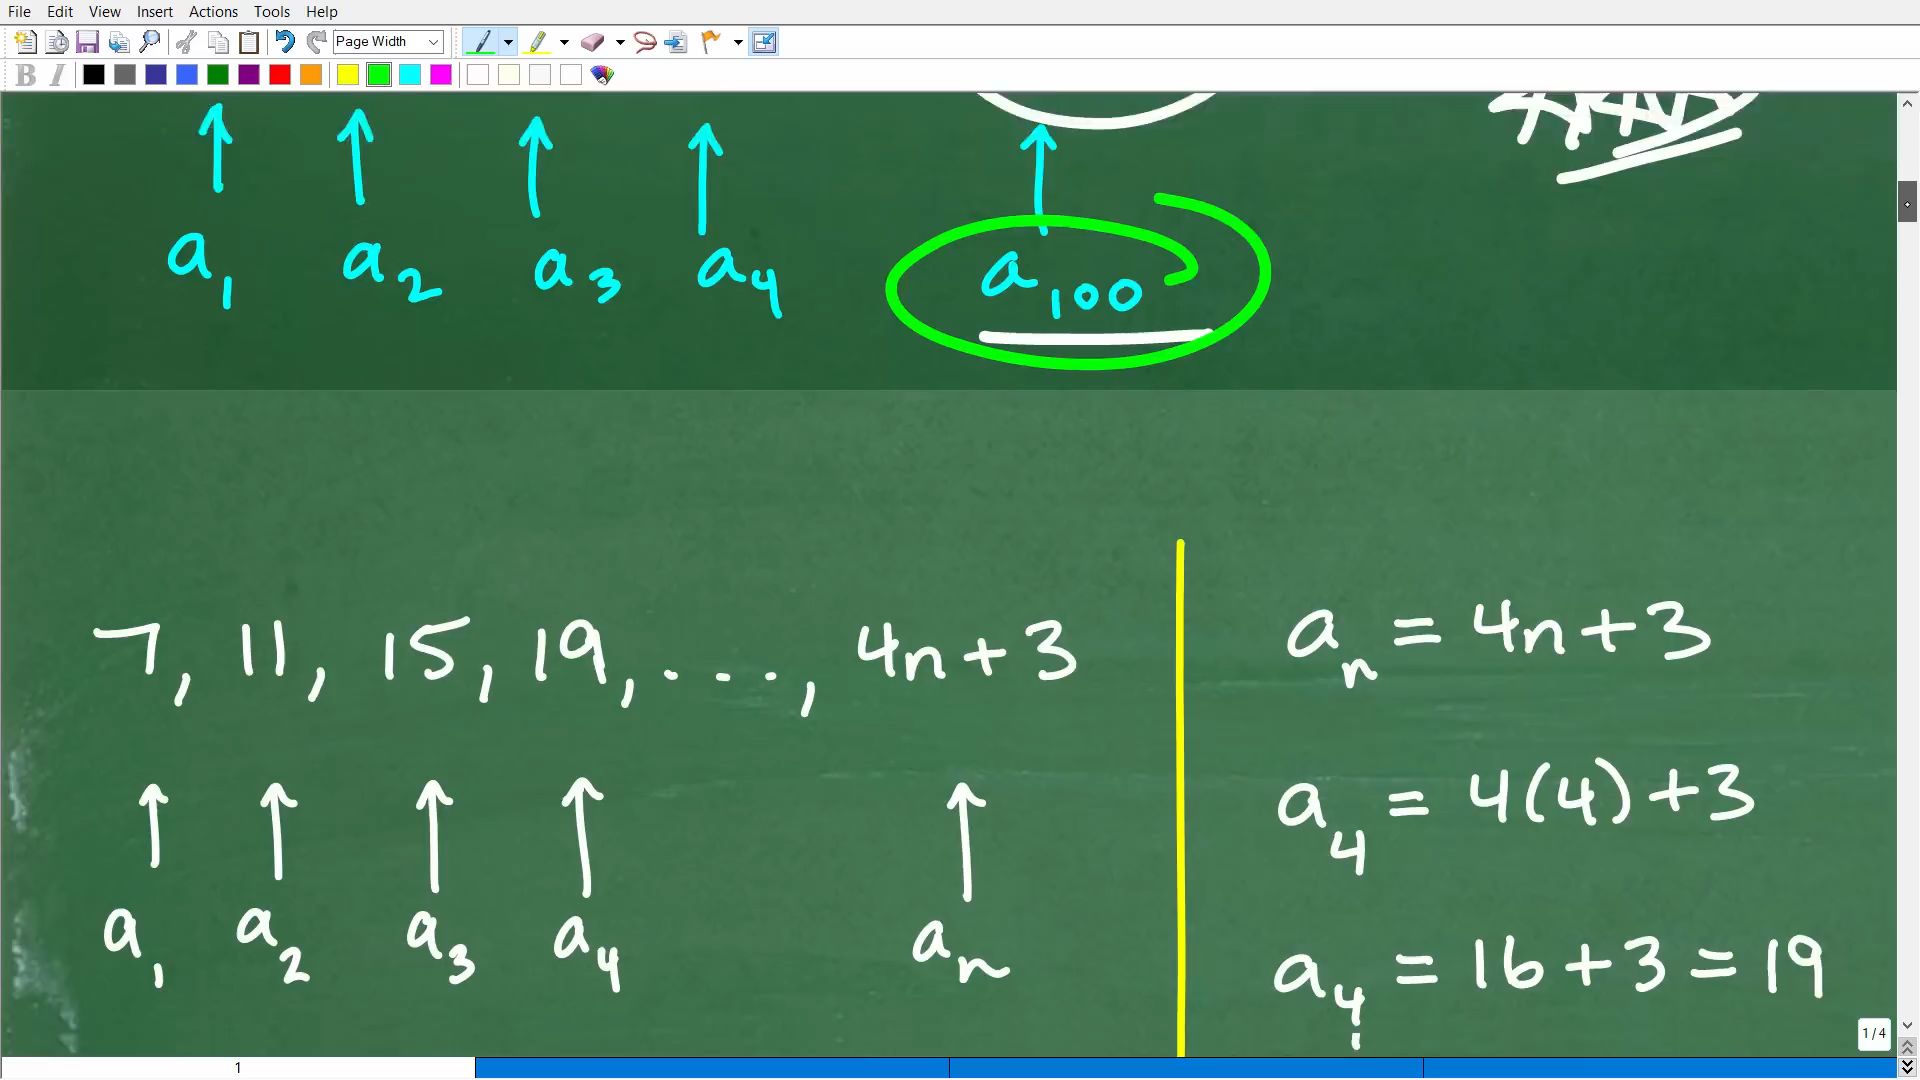 File Edit View Insert Actions Tools Help
Page Width
B I
a₁ a₂ a₃ a₄ a₁₀₀
7, 11, 15, 19, ..., 4n+3
aₙ = 4n+3
a₄ = 4(4)+3
a₁ a₂ a₃ a₄ aₙ
a₄ = 16+3=19
1 / 4
1